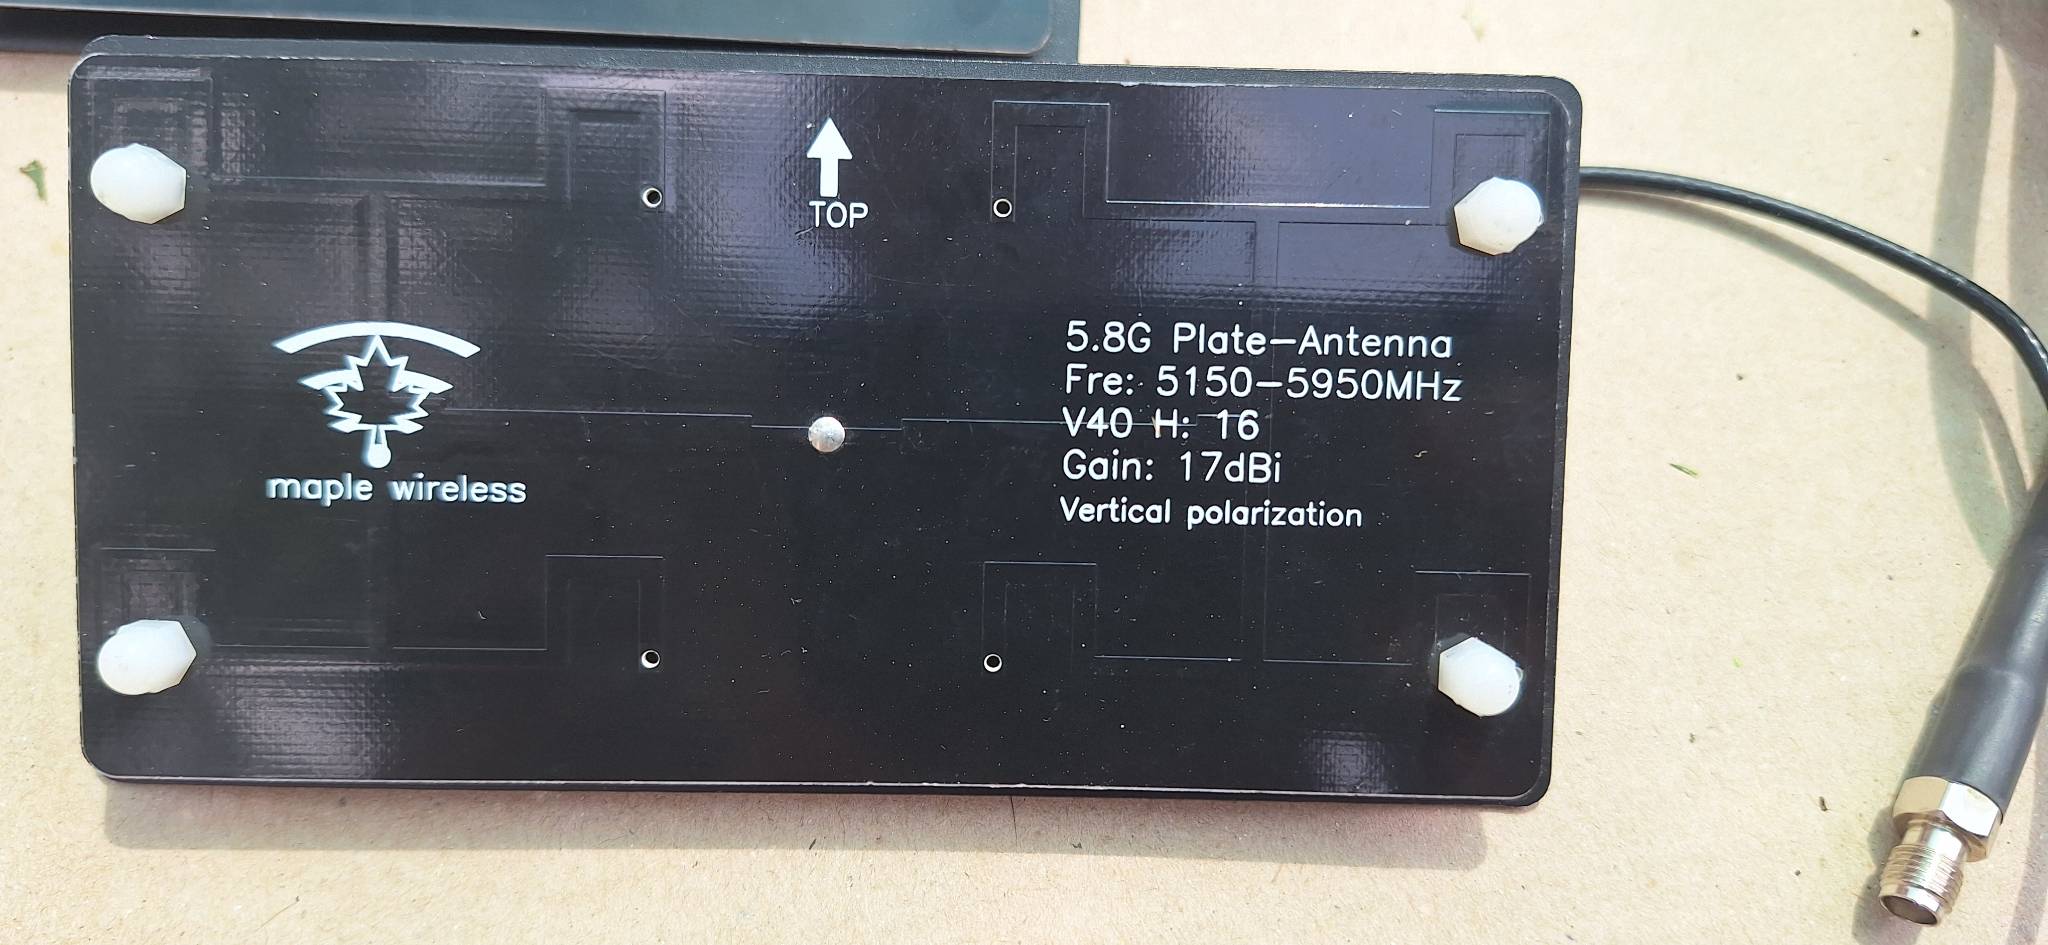 TOP
maple wireless
5.8G Plate-Antenna
Fre: 5150-5950MHz
V40 H: 16
Gain: 17dBi
Vertical polarization